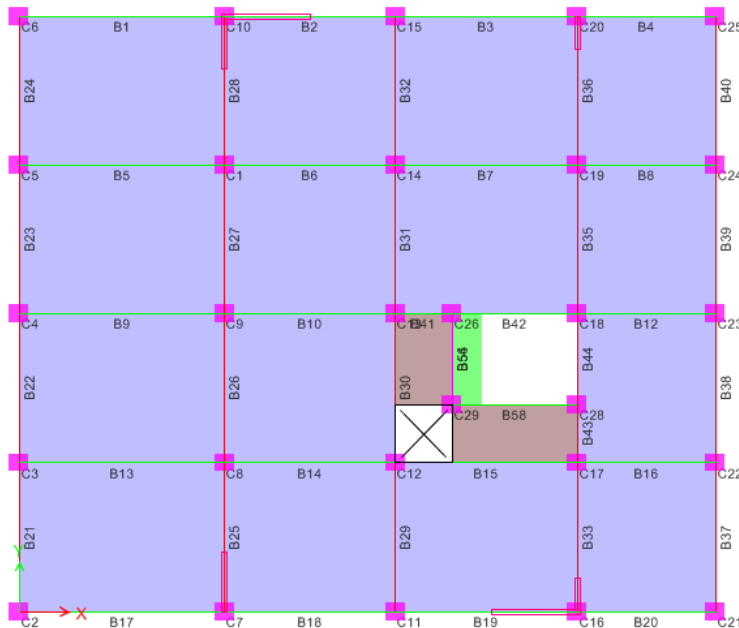 C6 B1 C10 B2 C15 B3 C20 B4 C25
B24 B28 B32 B36 B40
C5 B5 C1 B6 C14 B7 C19 B8 C24
B23 B27 B31 B35 B39
C4 B9 C9 B10 B41 C26 B42 C18 B12 C23
B22 B26 B30 B44 B38
C29 B58 C28
B43
C3 B13 C8 B14 C12 B15 C17 B16 C22
B21 B25 B29 B33 B37
Y
X
C2 B17 C7 B18 C11 B19 C16 B20 C21